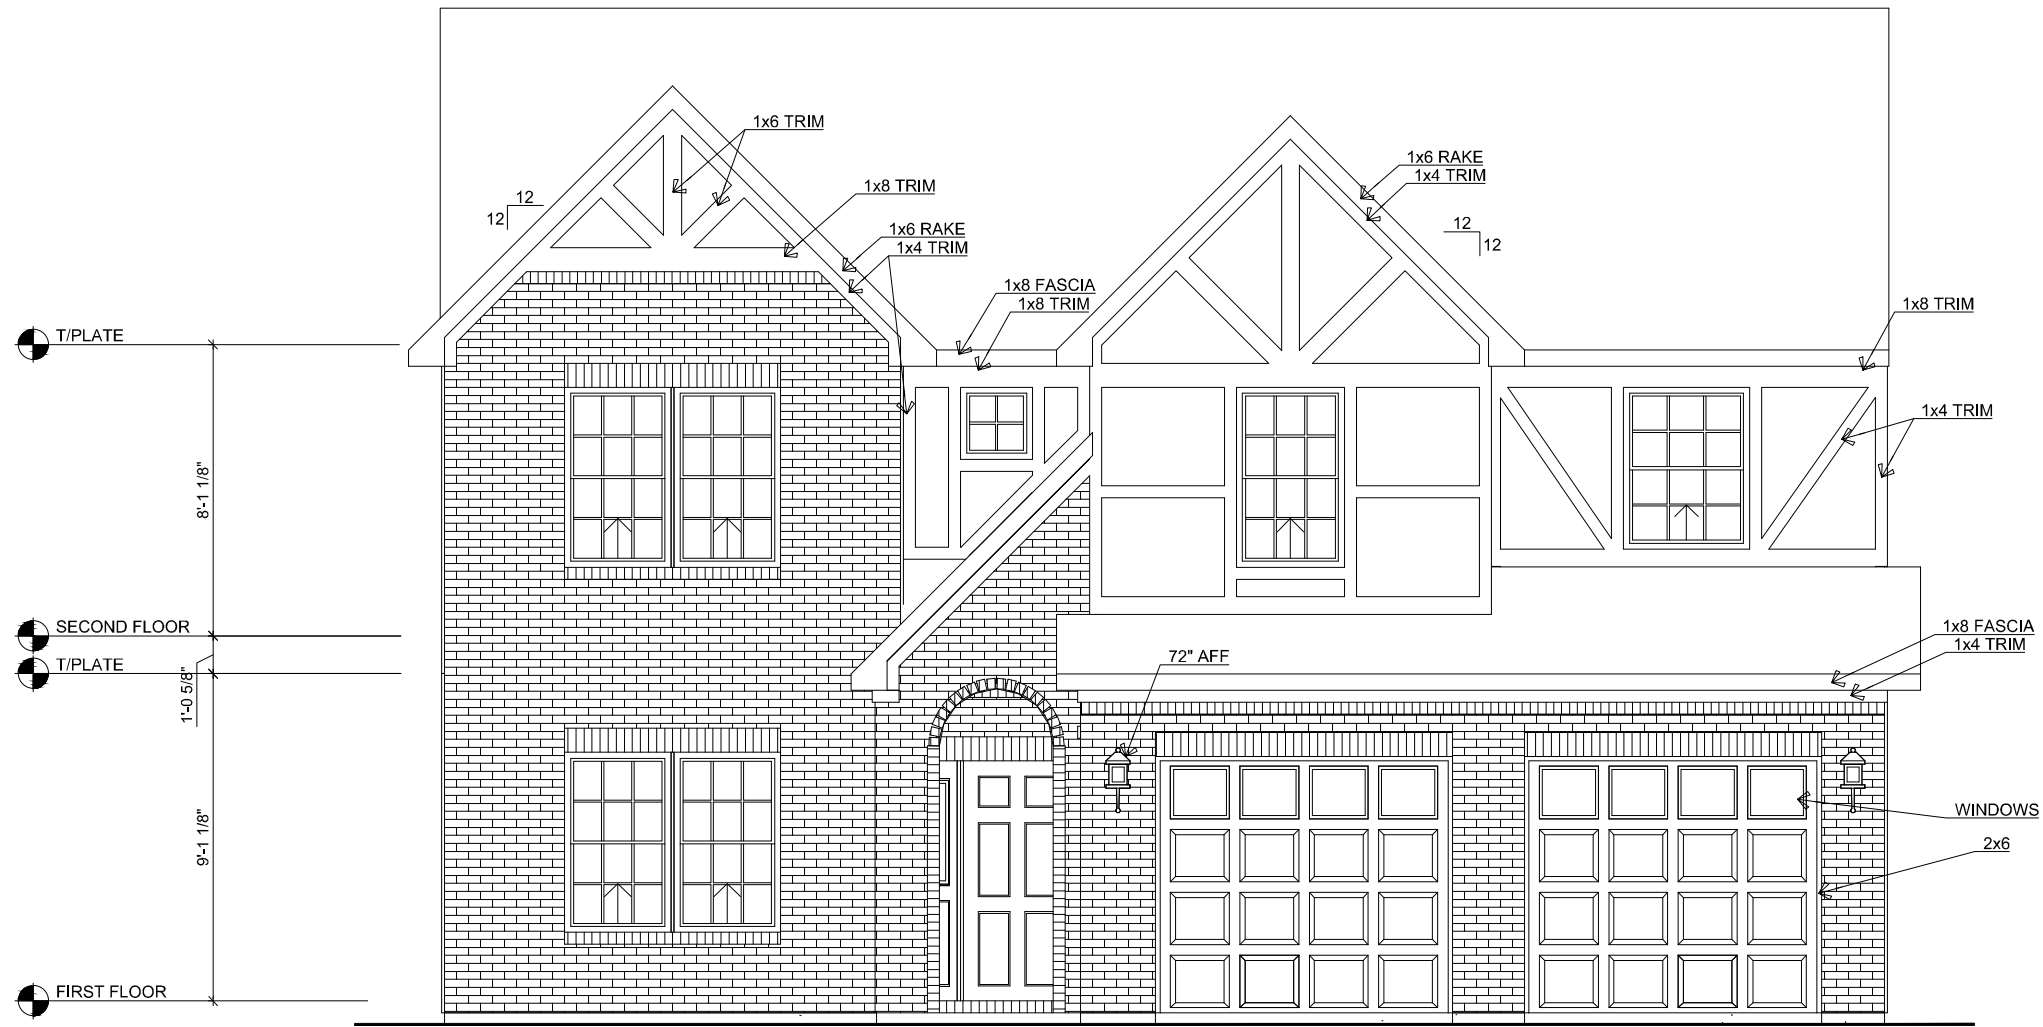 1x6 TRIM
1x6 RAKE
1x4 TRIM
1x8 TRIM
12
12
12
12
1x6 RAKE
1x4 TRIM
1x8 FASCIA
1x8 TRIM
1x8 TRIM
T/PLATE
1x4 TRIM
8'-1 1/8"
SECOND FLOOR
1x8 FASCIA
1x4 TRIM
72" AFF
T/PLATE
1'-0 5/8"
WINDOWS
9'-1 1/8"
2x6
FIRST FLOOR